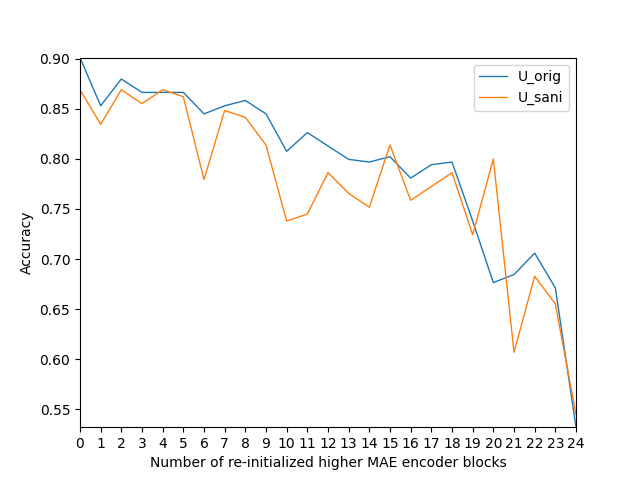 0.90
0.85
0.80
0.75
0.70
0.65
0.60
0.55
Accuracy
U_orig
U_sani
0 1 2 3 4 5 6 7 8 9 10 11 12 13 14 15 16 17 18 19 20 21 22 23 24
Number of re-initialized higher MAE encoder blocks